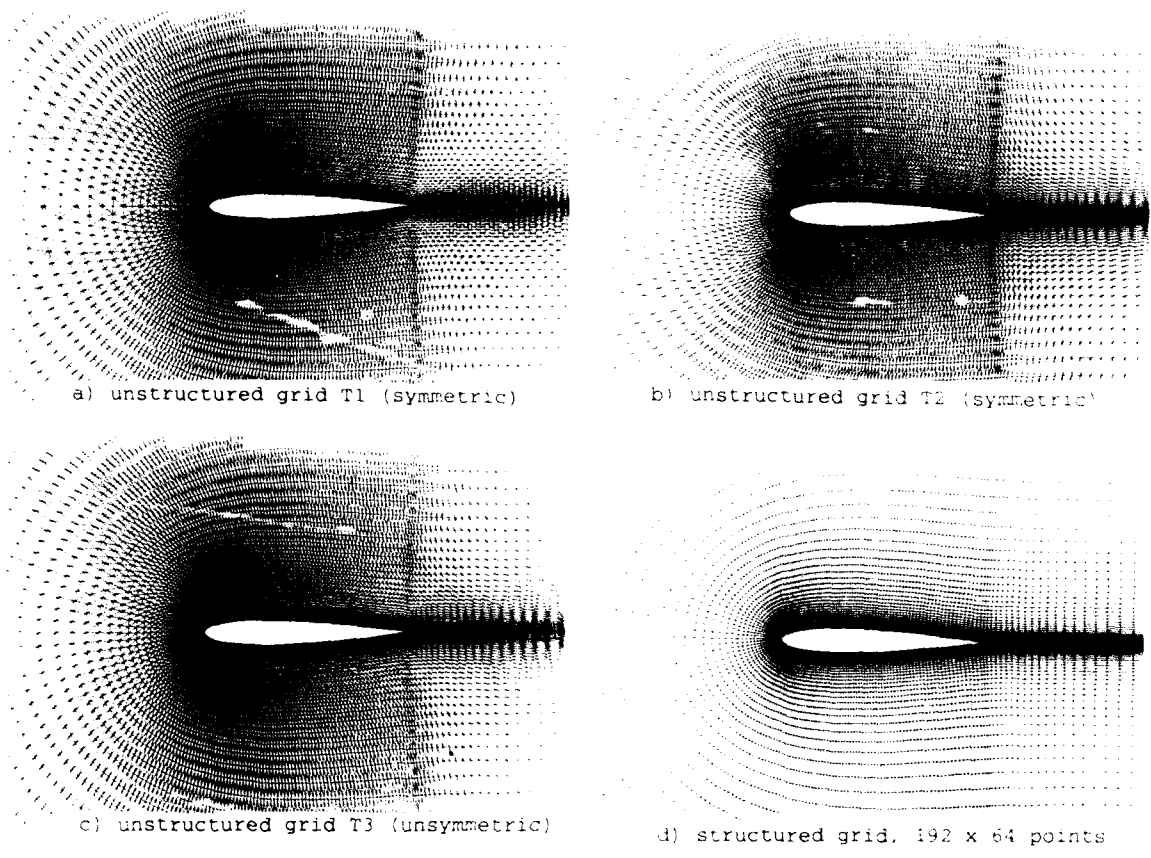 a) unstructured grid T1 (symmetric)
b) unstructured grid T2 (symmetric)
c) unstructured grid T3 (unsymmetric)
d) structured grid, 192 x 64 points